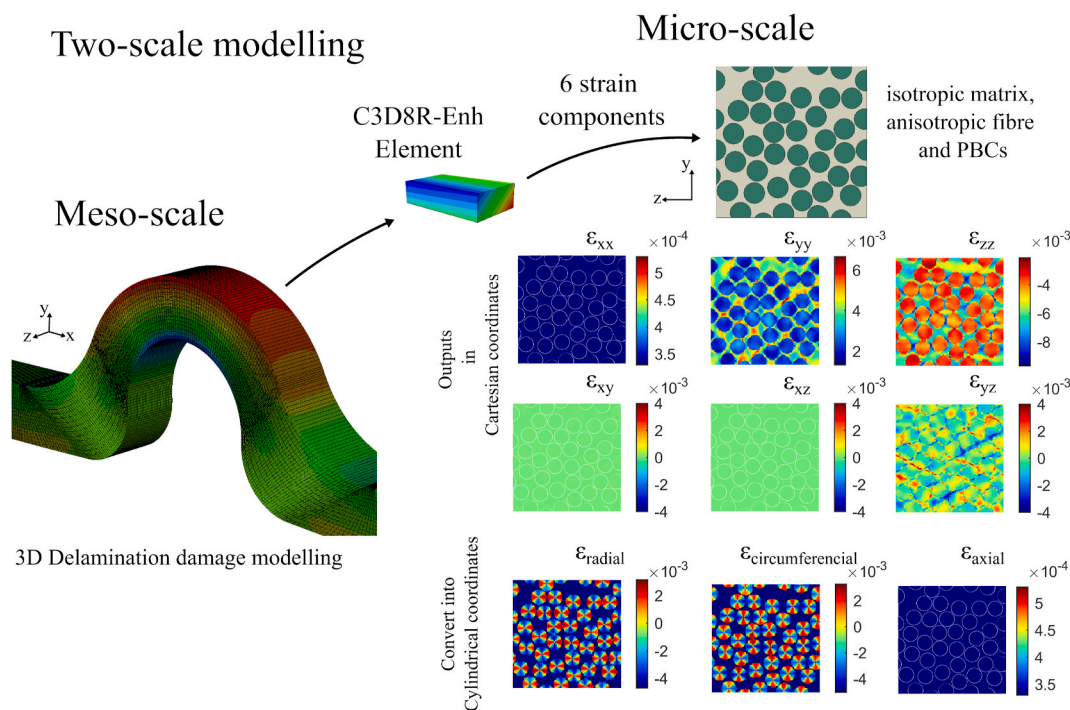 Two-scale modelling
Micro-scale
C3D8R-Enh
Element
6 strain
components
isotropic matrix,
anisotropic fibre
and PBCs
y
z
Meso-scale
y
z
x
3D Delamination damage modelling
Outputs
in
Cartesian coordinates
εxx
× 10⁻⁴
5
4.5
4
3.5
εyy
× 10⁻³
6
4
2
εzz
× 10⁻³
-4
-6
-8
εxy
× 10⁻³
4
2
0
-2
-4
εxz
× 10⁻³
4
2
0
-2
-4
εyz
× 10⁻³
4
2
0
-2
-4
Convert into
Cylindrical coordinates
εradial
× 10⁻³
2
0
-2
-4
εcircumferencial
× 10⁻³
2
0
-2
-4
εaxial
× 10⁻⁴
5
4.5
4
3.5